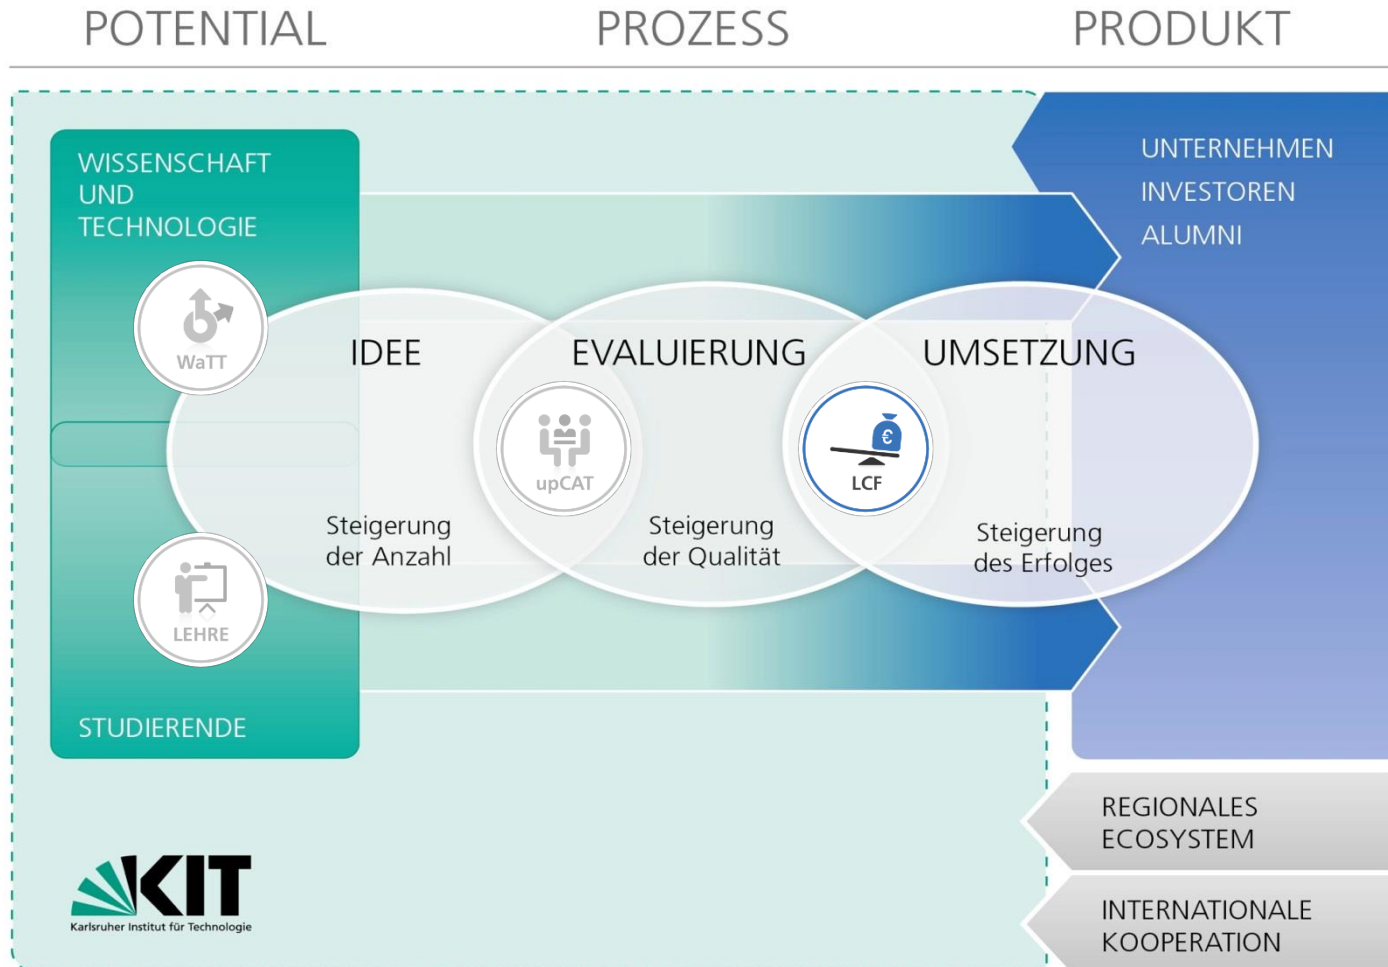 POTENTIAL
PROZESS
PRODUKT
WISSENSCHAFT
UND
TECHNOLOGIE
UNTERNEHMEN
INVESTOREN
ALUMNI
WaTT
IDEE
EVALUIERUNG
UMSETZUNG
upCAT
€
LCF
Steigerung
der Anzahl
Steigerung
der Qualität
Steigerung
des Erfolges
LEHRE
STUDIERENDE
REGIONALES
ECOSYSTEM
KIT
Karlsruher Institut für Technologie
INTERNATIONALE
KOOPERATION